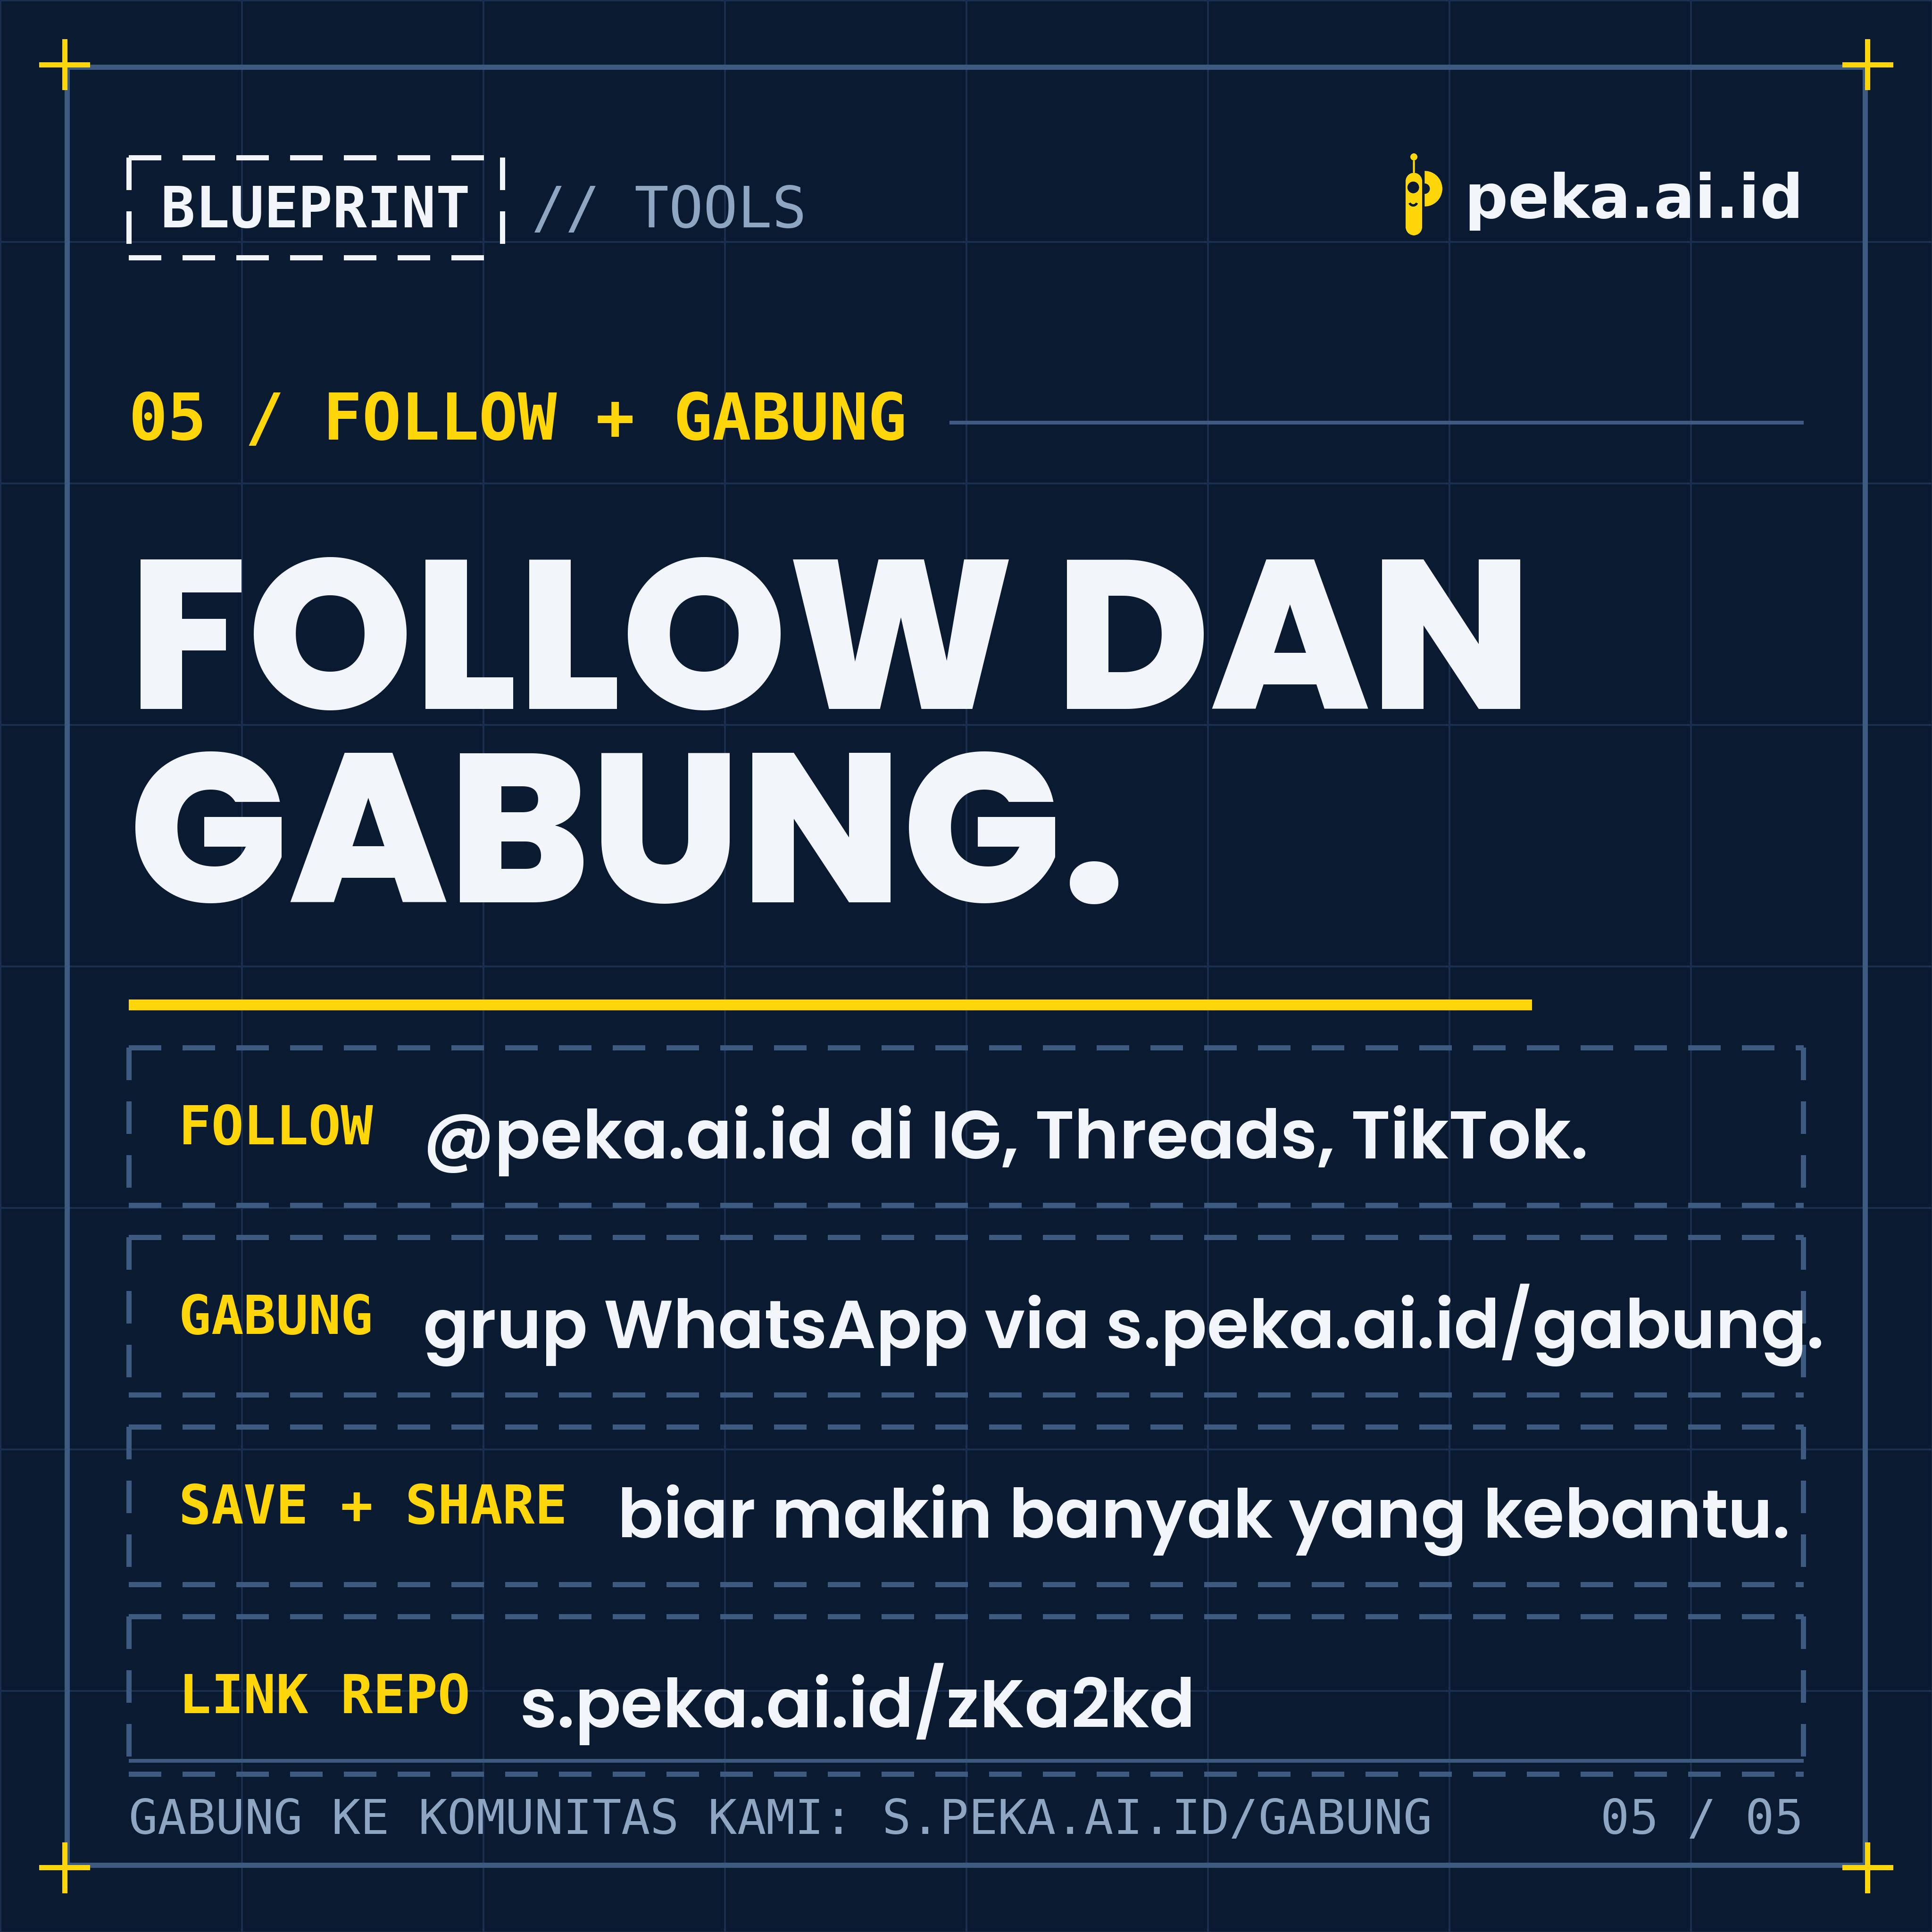 BLUEPRINT // TOOLS
peka.ai.id
05 / FOLLOW + GABUNG
FOLLOW DAN
GABUNG.
FOLLOW @peka.ai.id di IG, Threads, TikTok.
GABUNG grup WhatsApp via s.peka.ai.id/gabung.
SAVE + SHARE biar makin banyak yang kebantu.
LINK REPO s.peka.ai.id/zKa2kd
GABUNG KE KOMUNITAS KAMI: S.PEKA.AI.ID/GABUNG 05 / 05